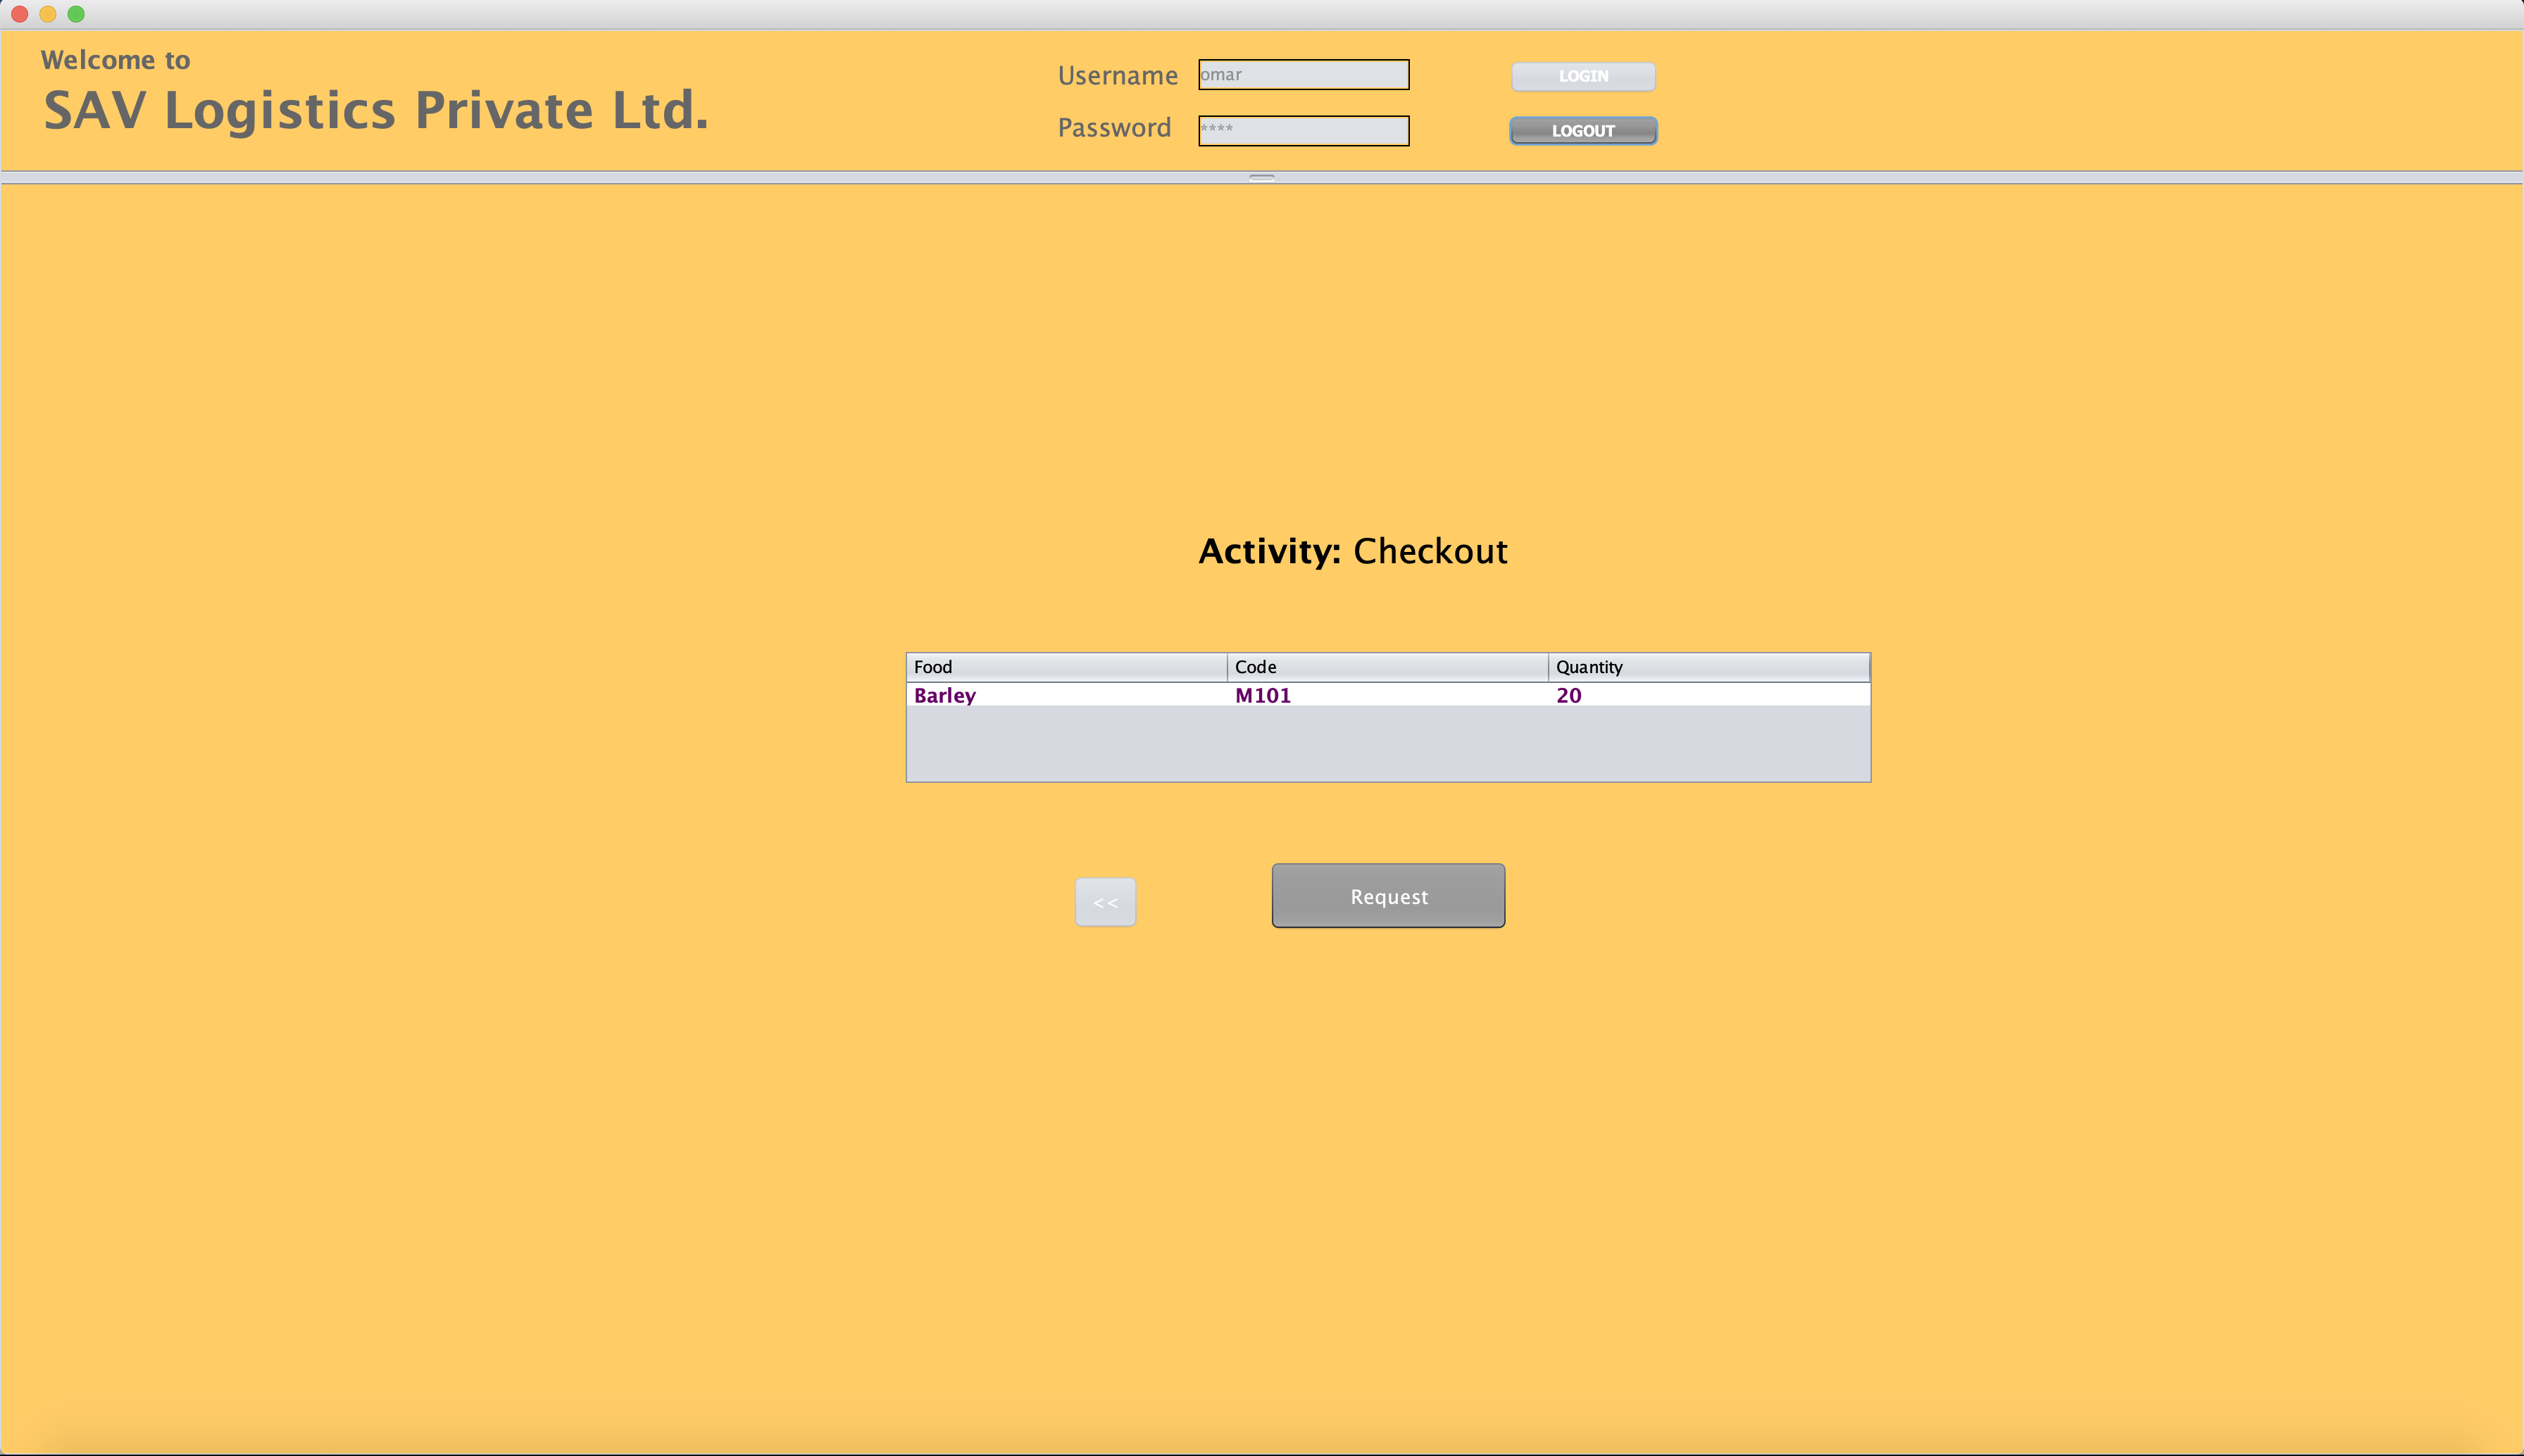 Welcome to
SAV Logistics Private Ltd.
Username omar LOGIN
Password **** LOGOUT
Activity: Checkout
Food Code Quantity
Barley M101 20
<< Request